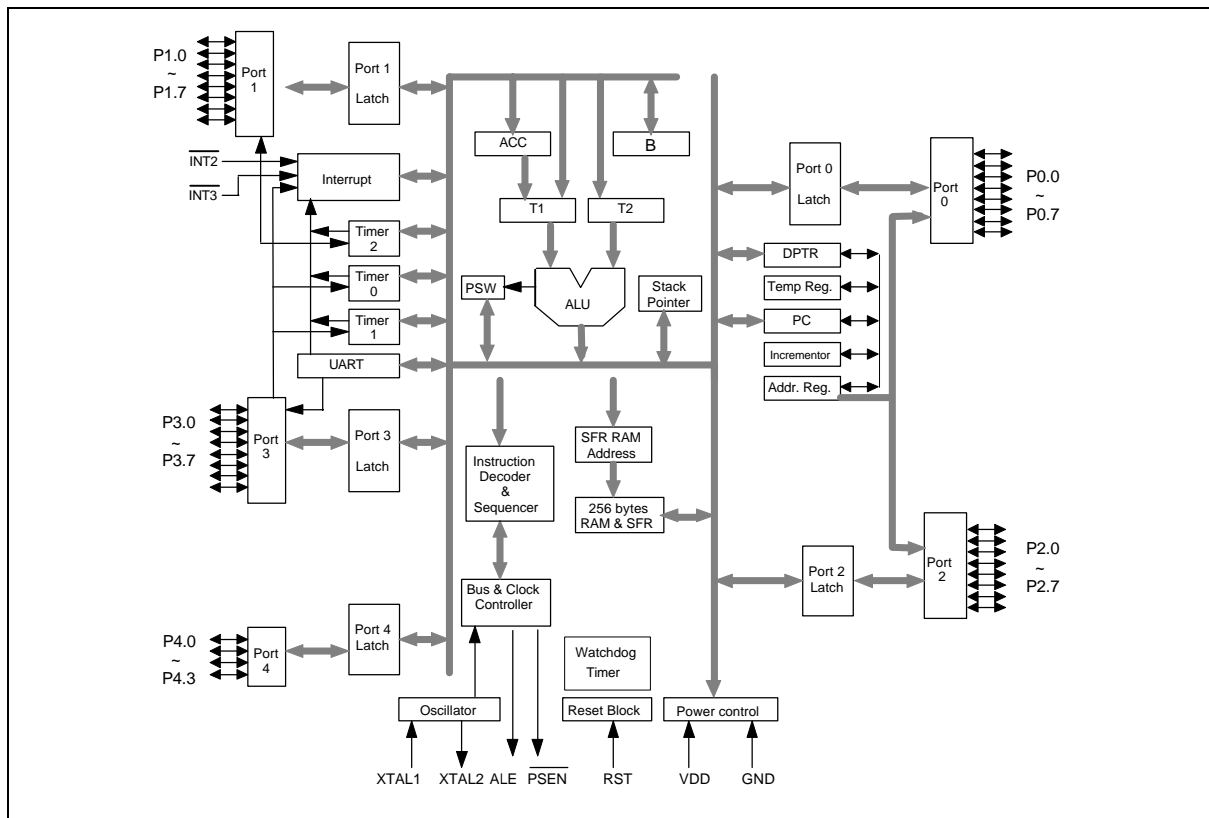 P1.0
~
P1.7
Port
1
Port 1
Latch
INT2
INT3
Interrupt
Timer
2
Timer
0
Timer
1
UART
P3.0
~
P3.7
Port
3
Port 3
Latch
P4.0
~
P4.3
Port
4
Port 4
Latch
ACC
B
T1
T2
PSW
ALU
Stack
Pointer
Instruction
Decoder
&
Sequencer
SFR RAM
Address
256 bytes
RAM & SFR
Bus & Clock
Controller
Watchdog
Timer
Oscillator
Reset Block
Power control
XTAL1
XTAL2
ALE
PSEN
RST
VDD
GND
Port 0
Latch
Port
0
P0.0
~
P0.7
DPTR
Temp Reg.
PC
Incrementor
Addr. Reg.
Port 2
Latch
Port
2
P2.0
~
P2.7